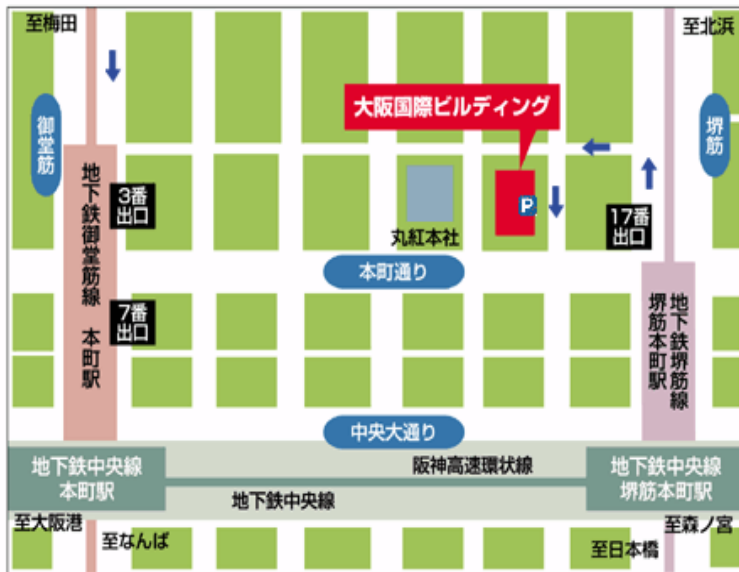 至梅田
至北浜
御堂筋
大阪国際ビルディング
堺筋
地下鉄御堂筋線 本町駅
3番
出口
P
丸紅本社
17番
出口
本町通り
7番
出口
地下鉄堺筋線
堺筋本町駅
中央大通り
地下鉄中央線
本町駅
阪神高速環状線
地下鉄中央線
堺筋本町駅
地下鉄中央線
至大阪港
至なんば
至森ノ宮
至日本橋